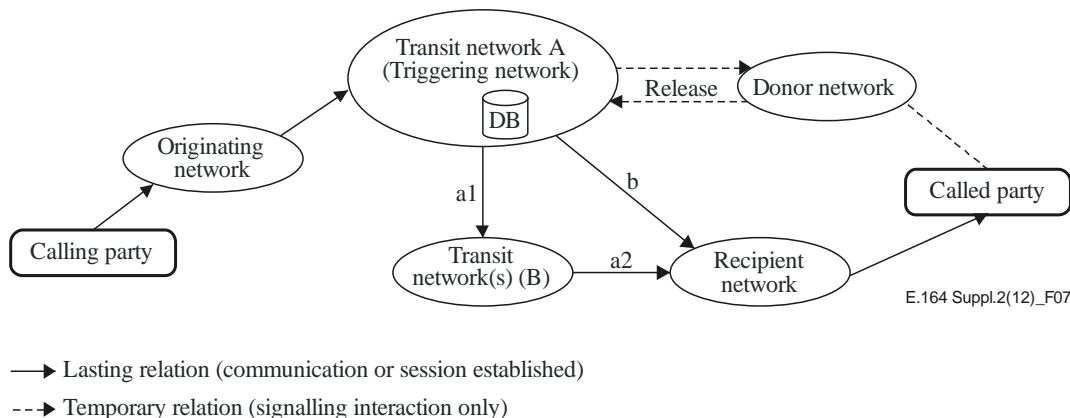 Transit network A
(Triggering network)
DB
Release
Donor network
Originating
network
Calling party
Called party
a1
b
Transit
network(s) (B)
a2
Recipient
network
E.164 Suppl.2(12)_F07
Lasting relation (communication or session established)
Temporary relation (signalling interaction only)